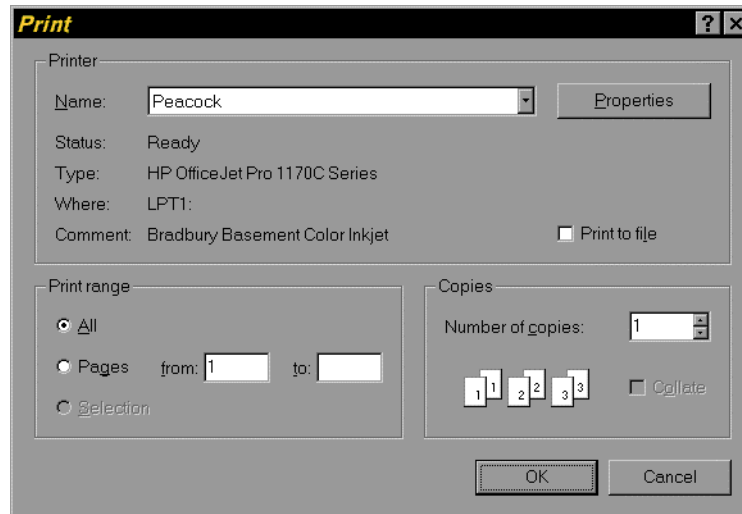 Print
Printer
Name: Peacock Properties
Status: Ready
Type: HP OfficeJet Pro 1170C Series
Where: LPT1:
Comment: Bradbury Basement Color Inkjet Print to file
Print range
All
Pages from: 1 to:
Selection
Copies
Number of copies: 1
1 1 2 2 3 3 Collate
OK Cancel